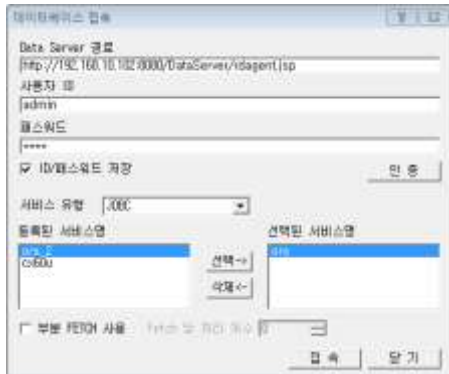 데이터베이스 접속
Data Server 경로
http://192.168.10.102:8080/DataServer/rdagent.jsp
사용자 ID
admin
패스워드
****
ID/패스워드 저장
인 증
서비스 유형
JDBC
등록된 서비스명
선택된 서비스명
선택->
삭제<-
부분 FETCH 사용
0
접 속
닫 기